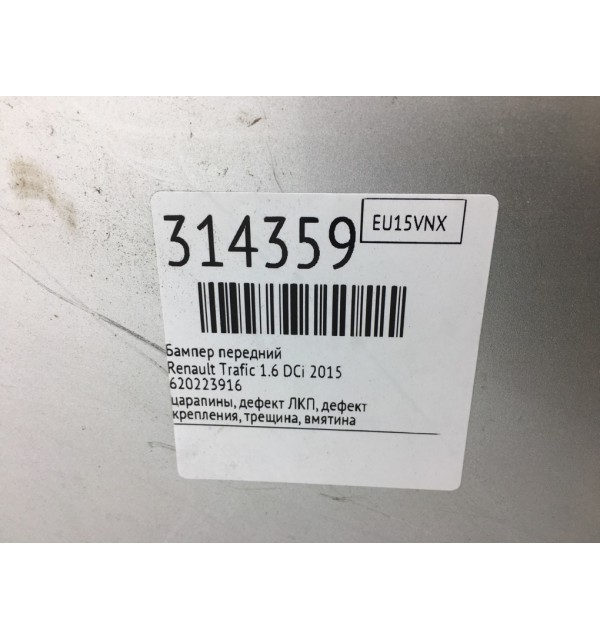 314359
EU15VNX
Бампер передний
Renault Trafic 1.6 DCi 2015
620223916
царапины, дефект ЛКП, дефект
крепления, трещина, вмятина